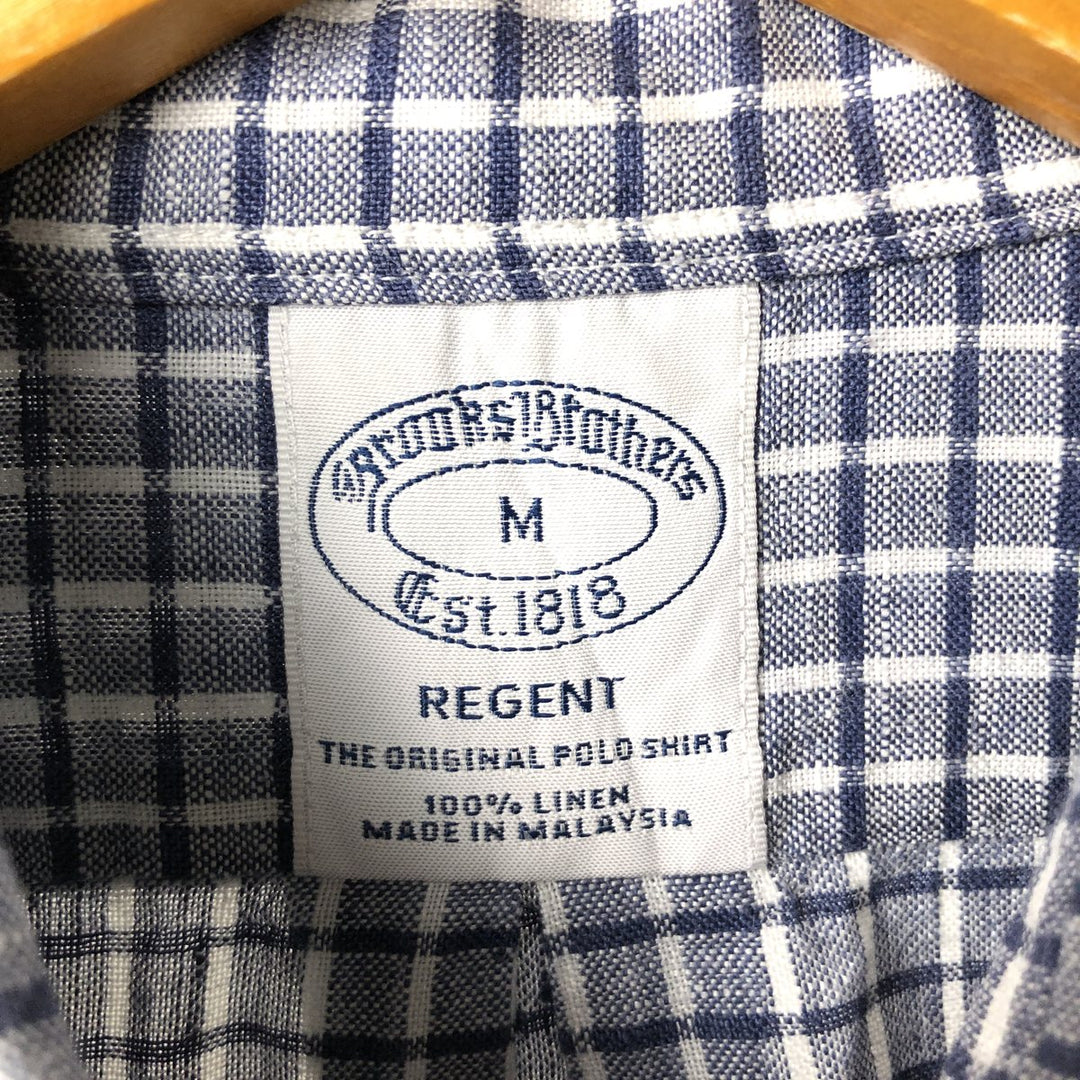 Brooks Brothers
M
Est. 1818
REGENT
THE ORIGINAL POLO SHIRT
100% LINEN
MADE IN MALAYSIA